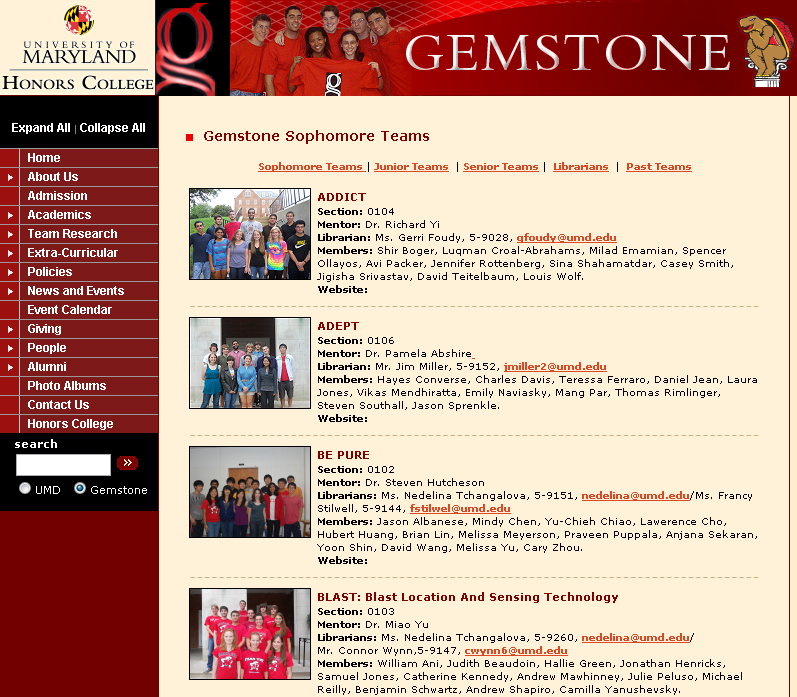 UNIVERSITY OF
MARYLAND
HONORS COLLEGE
g
g
GEMSTONE
Expand All | Collapse All
Home
About Us
Admission
Academics
Team Research
Extra-Curricular
Policies
News and Events
Event Calendar
Giving
People
Alumni
Photo Albums
Contact Us
Honors College
search
UMD Gemstone
Gemstone Sophomore Teams
Sophomore Teams | Junior Teams | Senior Teams | Librarians | Past Teams
ADDICT
Section: 0104
Mentor: Dr. Richard Yi
Librarian: Ms. Gerri Foudy, 5-9028, gfoudy@umd.edu
Members: Shir Boger, Luqman Croal-Abrahams, Milad Emamian, Spencer
Ollayos, Avi Packer, Jennifer Rottenberg, Sina Shahamatdar, Casey Smith,
Jigisha Srivastav, David Teitelbaum, Louis Wolf.
Website:
ADEPT
Section: 0106
Mentor: Dr. Pamela Abshire
Librarian: Mr. Jim Miller, 5-9152, jmiller2@umd.edu
Members: Hayes Converse, Charles Davis, Teressa Ferraro, Daniel Jean, Laura
Jones, Vikas Mendhiratta, Emily Naviasky, Mang Par, Thomas Rimlinger,
Steven Southall, Jason Sprenkle.
Website:
BE PURE
Section: 0102
Mentor: Dr. Steven Hutcheson
Librarians: Ms. Nedelina Tchangalova, 5-9151, nedelina@umd.edu/Ms. Francy
Stilwell, 5-9144, fstilwel@umd.edu
Members: Jason Albanese, Mindy Chen, Yu-Chieh Chiao, Lawerence Cho,
Hubert Huang, Brian Lin, Melissa Meyerson, Praveen Puppala, Anjana Sekaran,
Yoon Shin, David Wang, Melissa Yu, Cary Zhou.
Website:
BLAST: Blast Location And Sensing Technology
Section: 0103
Mentor: Dr. Miao Yu
Librarians: Ms. Nedelina Tchangalova, 5-9260, nedelina@umd.edu/
Mr. Connor Wynn,5-9147, cwynn6@umd.edu
Members: William Ani, Judith Beaudoin, Hallie Green, Jonathan Henricks,
Samuel Jones, Catherine Kennedy, Andrew Mawhinney, Julie Peluso, Michael
Reilly, Benjamin Schwartz, Andrew Shapiro, Camilla Yanushevsky.